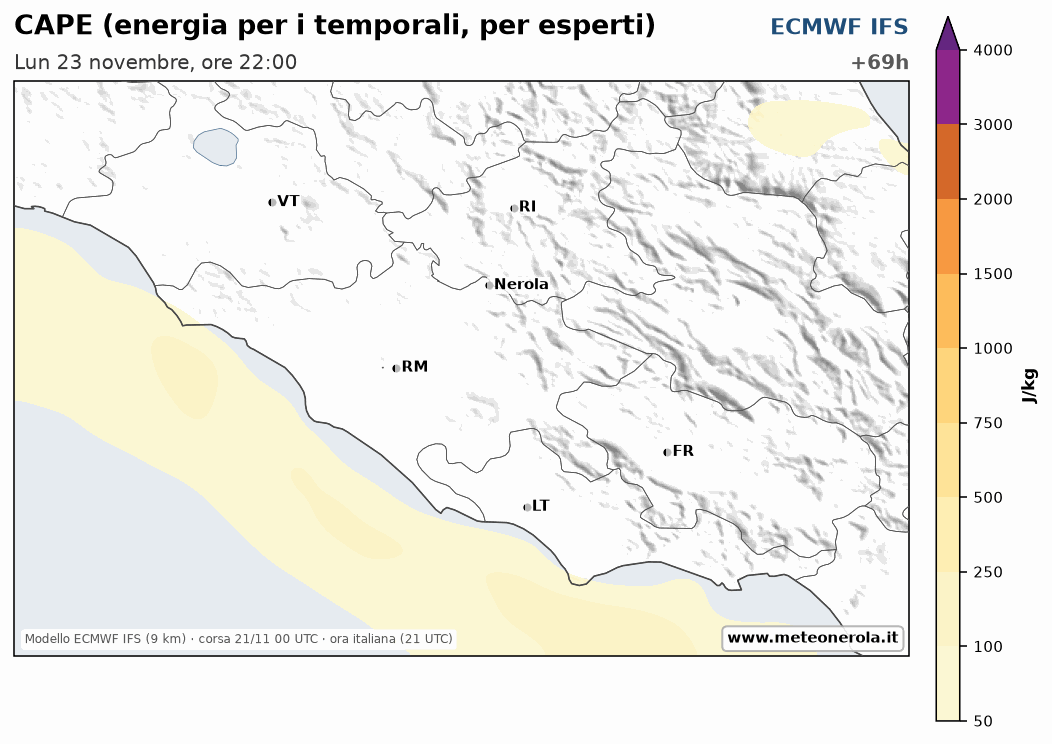 CAPE (energia per i temporali, per esperti)
ECMWF IFS
Lun 23 novembre, ore 22:00
+69h
VT
RI
Nerola
RM
FR
LT
Modello ECMWF IFS (9 km) · corsa 21/11 00 UTC · ora italiana (21 UTC)
www.meteonerola.it
4000
3000
2000
1500
1000
750
500
250
100
50
J/kg